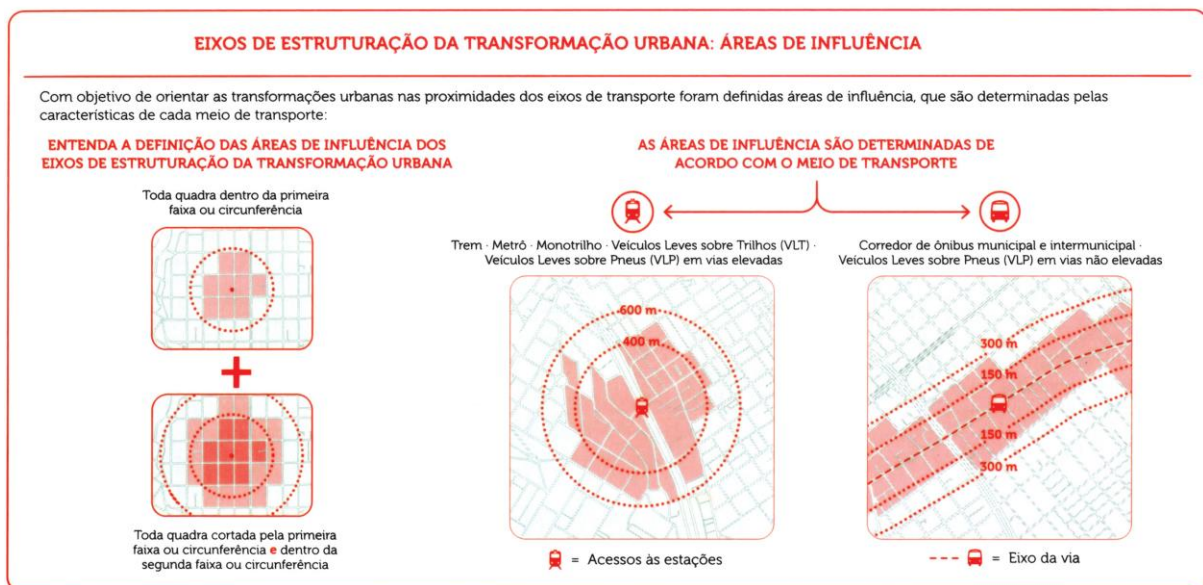 EIXOS DE ESTRUTURAÇÃO DA TRANSFORMAÇÃO URBANA: ÁREAS DE INFLUÊNCIA
Com objetivo de orientar as transformações urbanas nas proximidades dos eixos de transporte foram definidas áreas de influência, que são determinadas pelas
características de cada meio de transporte:
ENTENDA A DEFINIÇÃO DAS ÁREAS DE INFLUÊNCIA DOS
EIXOS DE ESTRUTURAÇÃO DA TRANSFORMAÇÃO URBANA
Toda quadra dentro da primeira
faixa ou circunferência
+
Toda quadra cortada pela primeira
faixa ou circunferência e dentro da
segunda faixa ou circunferência
AS ÁREAS DE INFLUÊNCIA SÃO DETERMINADAS DE
ACORDO COM O MEIO DE TRANSPORTE
Trem · Metrô · Monotrilho · Veículos Leves sobre Trilhos (VLT) ·
Veículos Leves sobre Pneus (VLP) em vias elevadas
600 m
400 m
= Acessos às estações
Corredor de ônibus municipal e intermunicipal ·
Veículos Leves sobre Pneus (VLP) em vias não elevadas
300 m
150 m
150 m
300 m
= Eixo da via